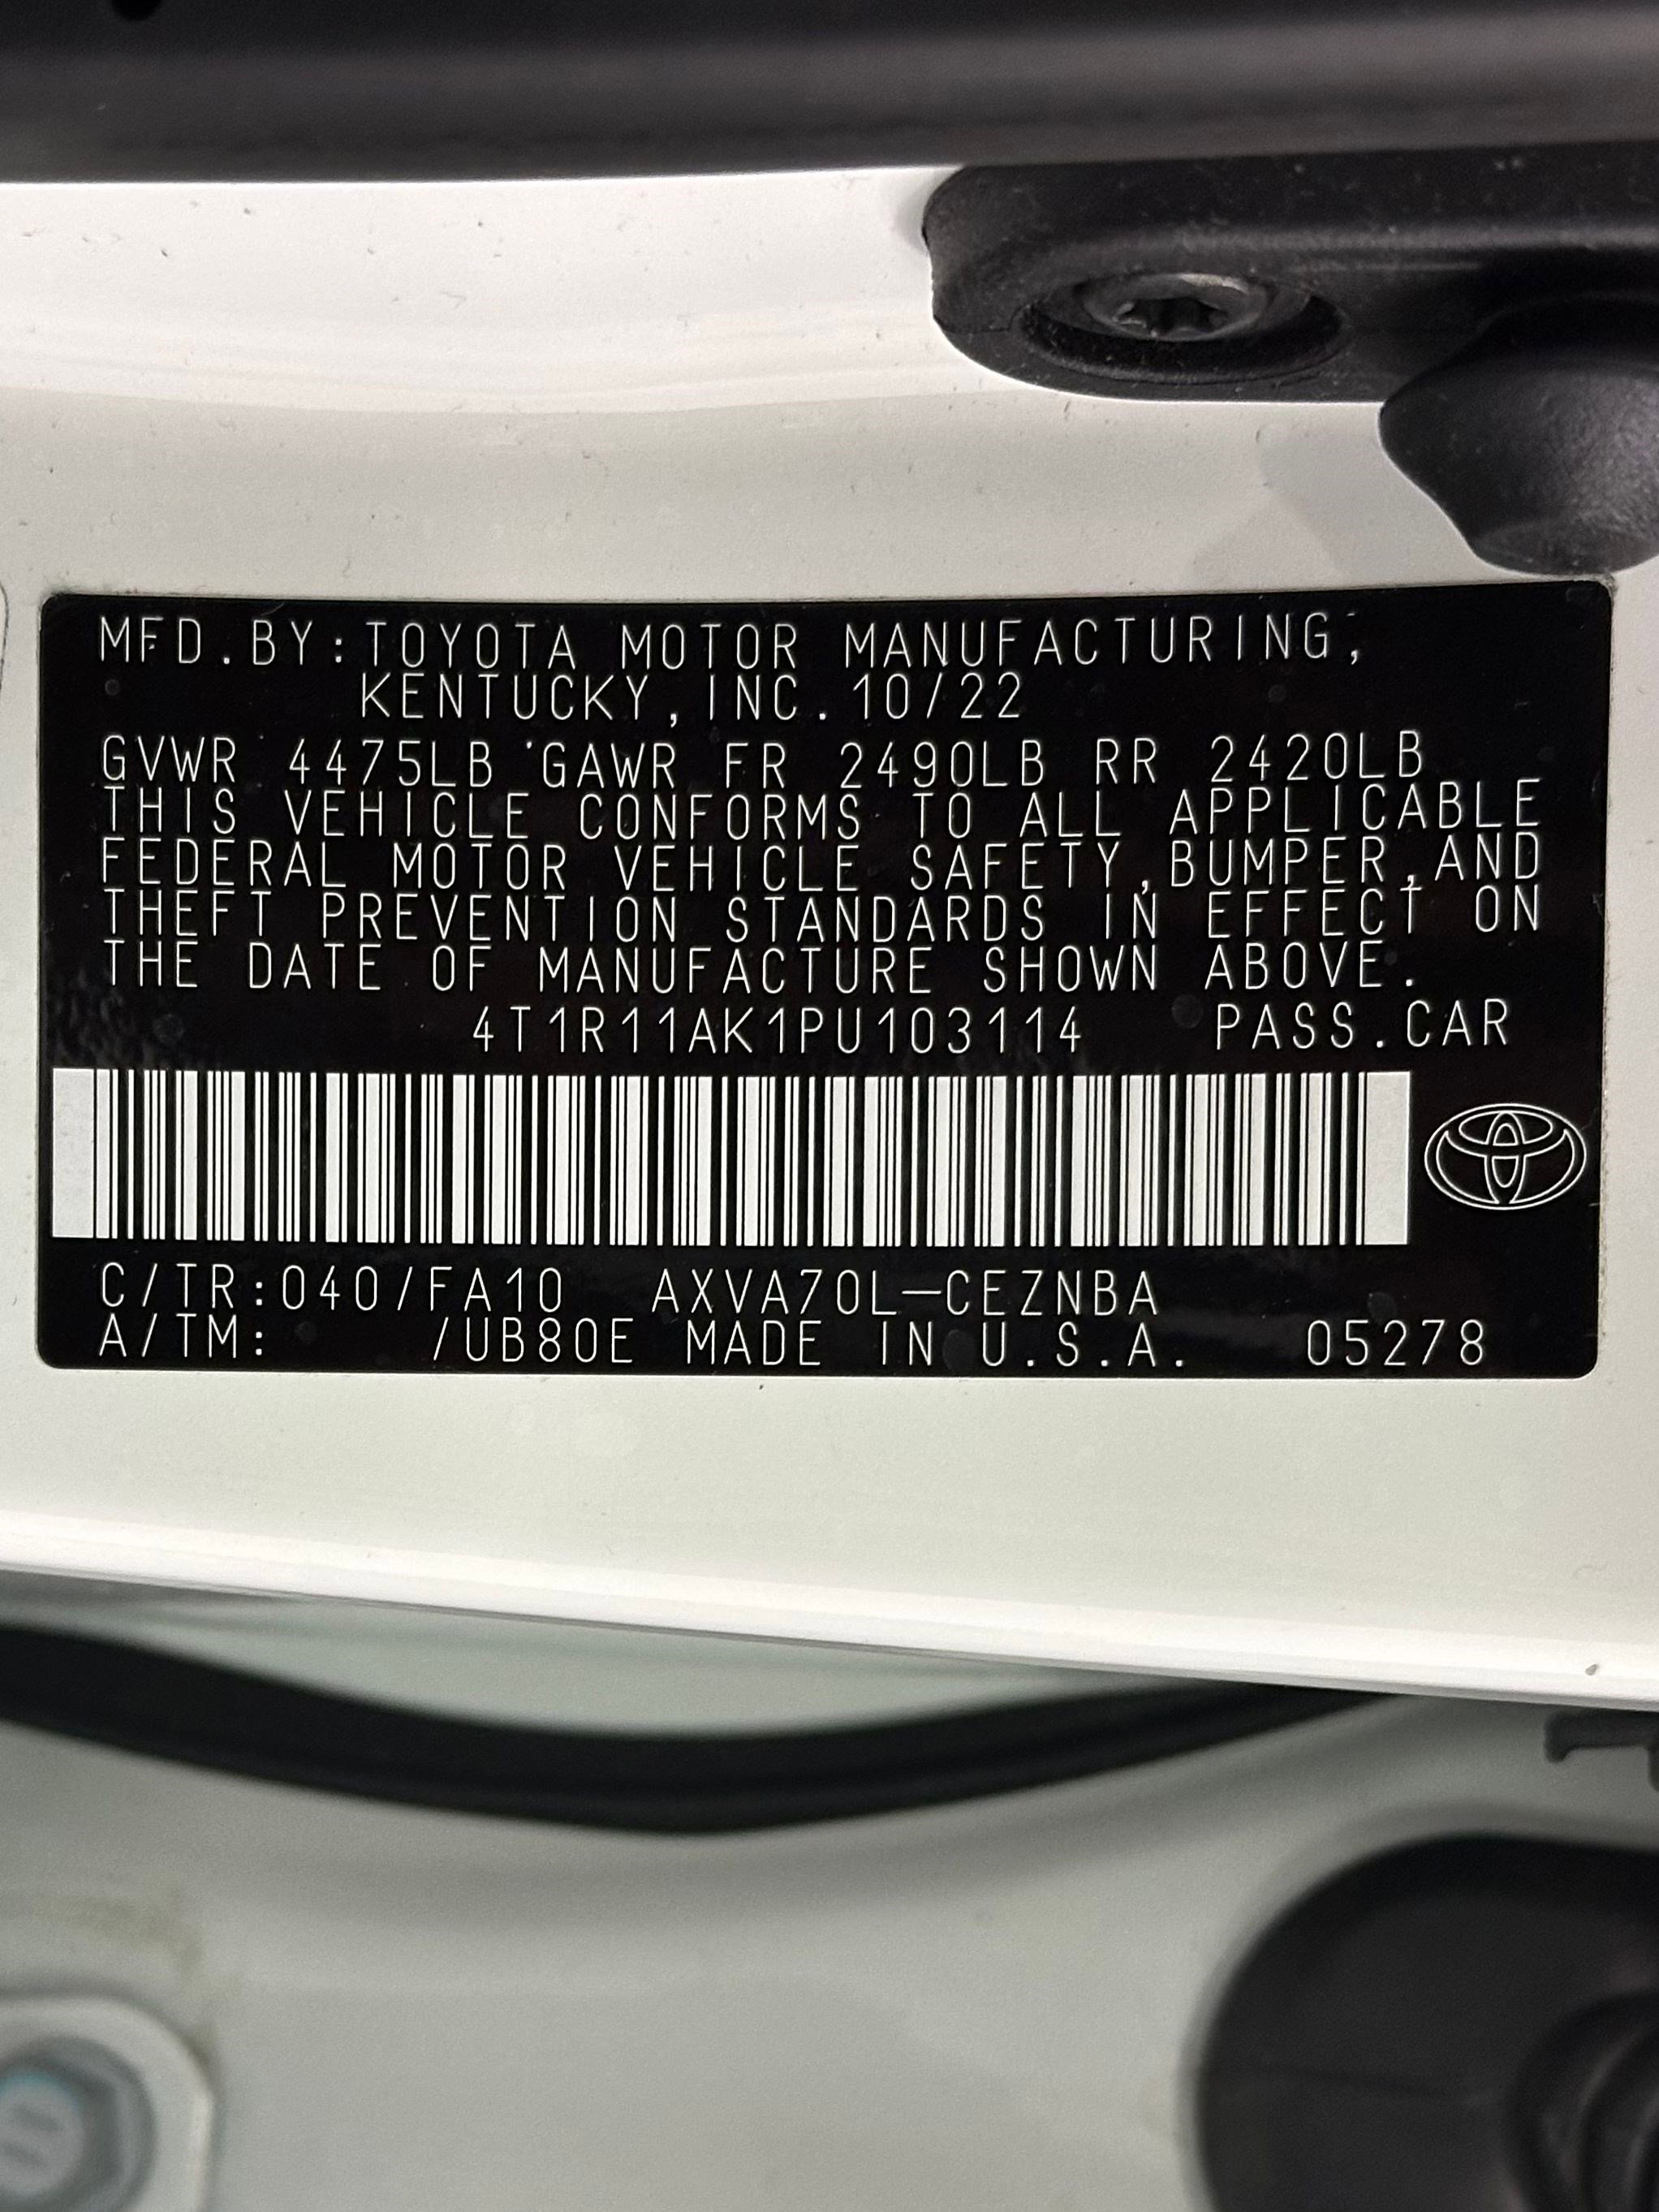 MFD.BY:TOYOTA MOTOR MANUFACTURING,
KENTUCKY,INC.10/22
GVWR 4475LB GAWR FR 2490LB RR 2420LB
THIS VEHICLE CONFORMS TO ALL APPLICABLE
FEDERAL MOTOR VEHICLE SAFETY,BUMPER,AND
THEFT PREVENTION STANDARDS IN EFFECT ON
THE DATE OF MANUFACTURE SHOWN ABOVE.
4T1R11AK1PU103114 PASS.CAR
C/TR:040/FA10 AXVA70L-CEZNBA
A/TM: /UB80E MADE IN U.S.A. 05278